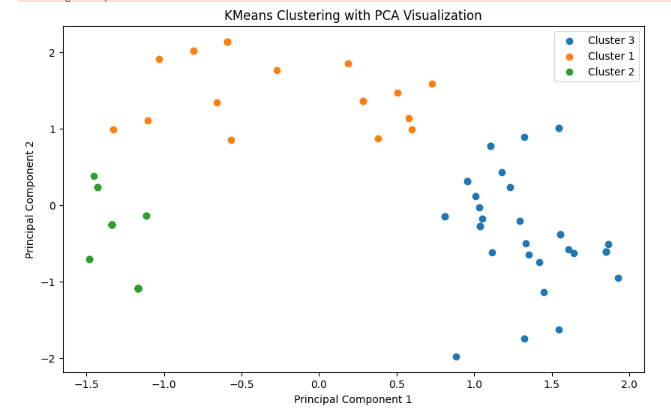 KMeans Clustering with PCA Visualization
Cluster 3
Cluster 1
Cluster 2
Principal Component 2
2
1
0
−1
−2
−1.5 −1.0 −0.5 0.0 0.5 1.0 1.5 2.0
Principal Component 1